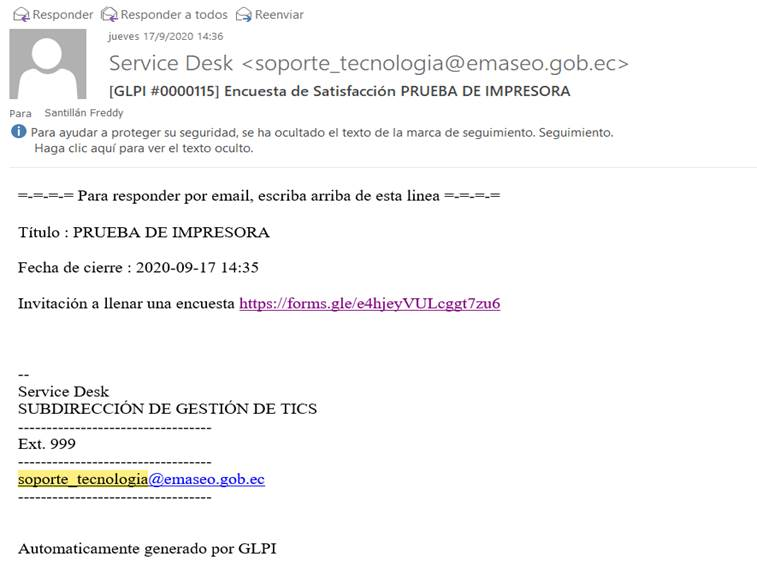 Responder Responder a todos Reenviar
jueves 17/9/2020 14:36
Service Desk <soporte_tecnologia@emaseo.gob.ec>
[GLPI #0000115] Encuesta de Satisfacción PRUEBA DE IMPRESORA
Para Santillán Freddy
Para ayudar a proteger su seguridad, se ha ocultado el texto de la marca de seguimiento. Seguimiento.
Haga clic aquí para ver el texto oculto.
=-=-=-= Para responder por email, escriba arriba de esta linea =-=-=-=
Título : PRUEBA DE IMPRESORA
Fecha de cierre : 2020-09-17 14:35
Invitación a llenar una encuesta https://forms.gle/e4hjeyVULcggt7zu6
--
Service Desk
SUBDIRECCIÓN DE GESTIÓN DE TICS
-----------------------------------
Ext. 999
-----------------------------------
soporte_tecnologia@emaseo.gob.ec
-----------------------------------
Automaticamente generado por GLPI